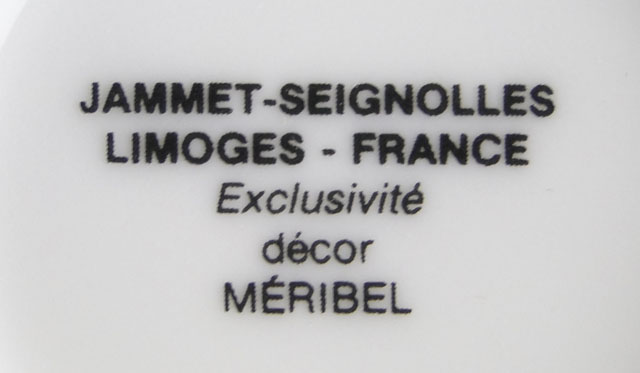 JAMMET-SEIGNOLLES
LIMOGES - FRANCE
Exclusivité
décor
MÉRIBEL